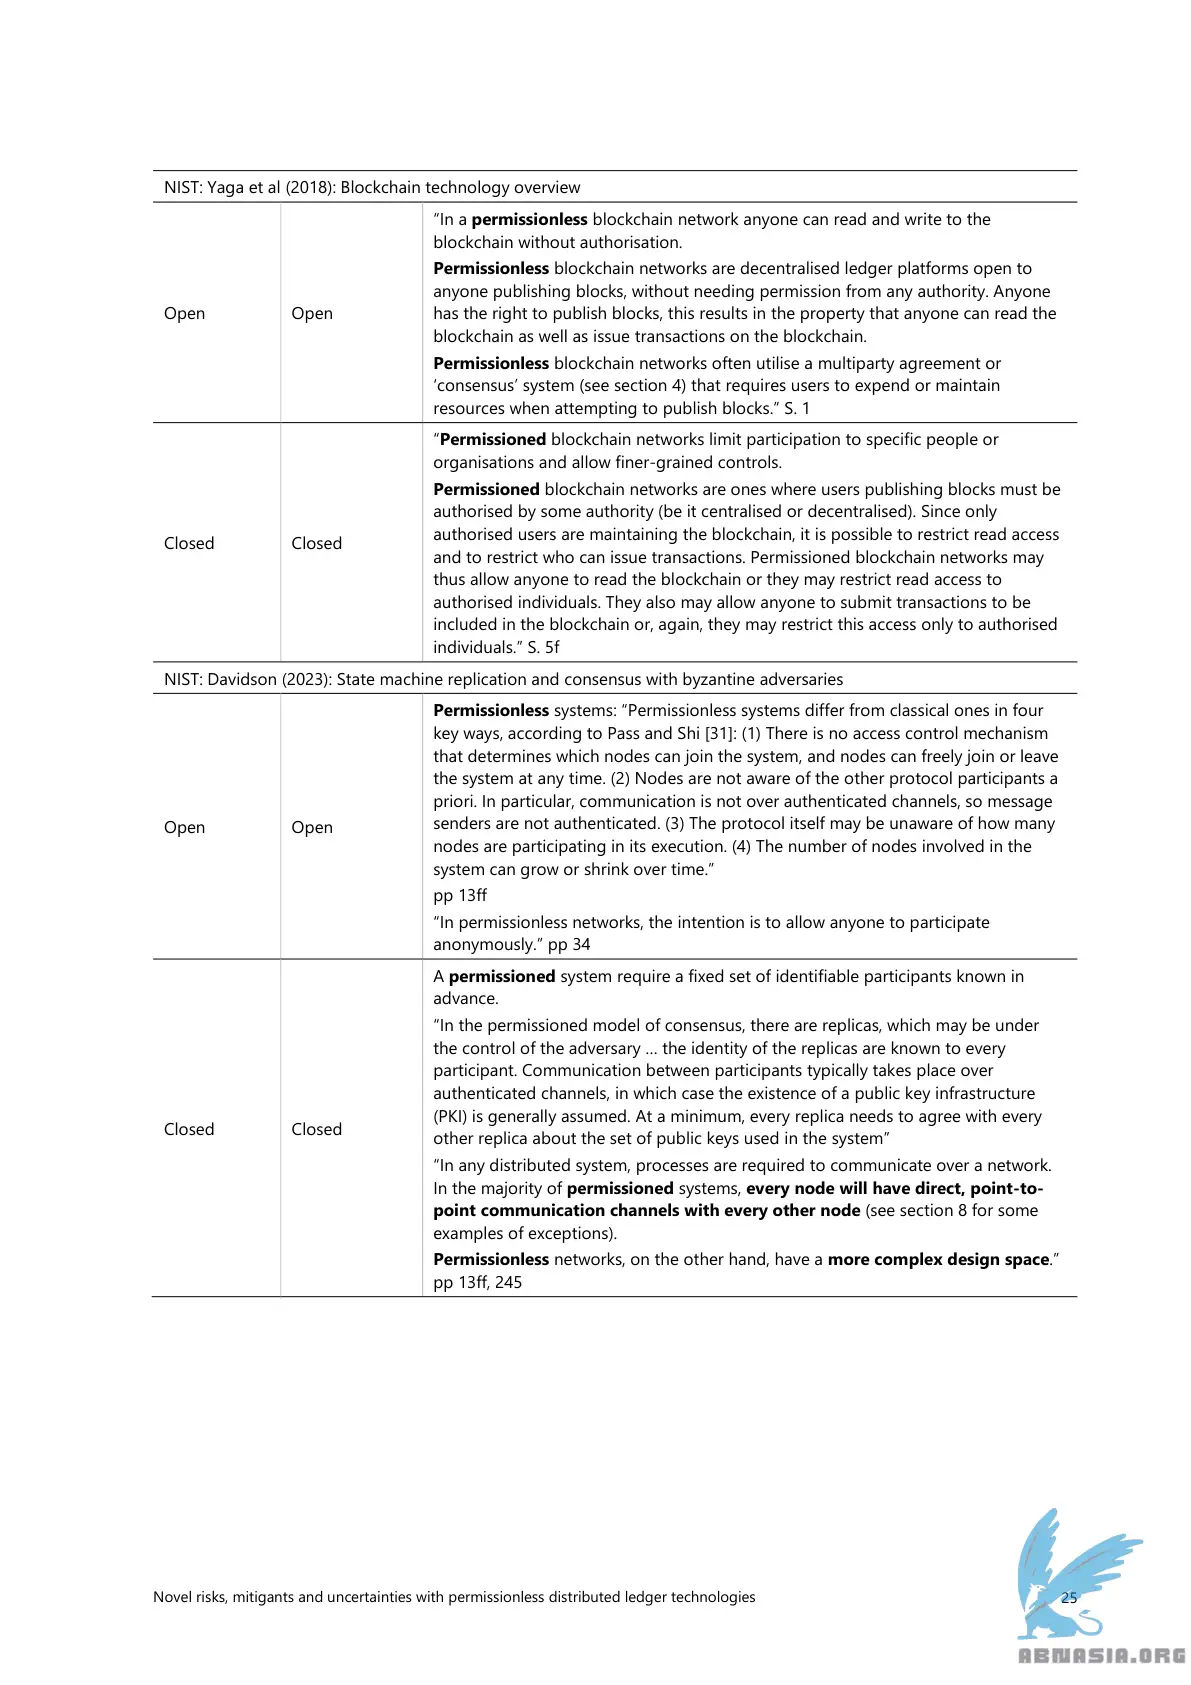 NIST: Yaga et al (2018): Blockchain technology overview
Open
Open
“In a permissionless blockchain network anyone can read and write to the
blockchain without authorisation.
Permissionless blockchain networks are decentralised ledger platforms open to
anyone publishing blocks, without needing permission from any authority. Anyone
has the right to publish blocks, this results in the property that anyone can read the
blockchain as well as issue transactions on the blockchain.
Permissionless blockchain networks often utilise a multiparty agreement or
‘consensus’ system (see section 4) that requires users to expend or maintain
resources when attempting to publish blocks.” S. 1
Closed
Closed
“Permissioned blockchain networks limit participation to specific people or
organisations and allow finer-grained controls.
Permissioned blockchain networks are ones where users publishing blocks must be
authorised by some authority (be it centralised or decentralised). Since only
authorised users are maintaining the blockchain, it is possible to restrict read access
and to restrict who can issue transactions. Permissioned blockchain networks may
thus allow anyone to read the blockchain or they may restrict read access to
authorised individuals. They also may allow anyone to submit transactions to be
included in the blockchain or, again, they may restrict this access only to authorised
individuals.” S. 5f
NIST: Davidson (2023): State machine replication and consensus with byzantine adversaries
Open
Open
Permissionless systems: “Permissionless systems differ from classical ones in four
key ways, according to Pass and Shi [31]: (1) There is no access control mechanism
that determines which nodes can join the system, and nodes can freely join or leave
the system at any time. (2) Nodes are not aware of the other protocol participants a
priori. In particular, communication is not over authenticated channels, so message
senders are not authenticated. (3) The protocol itself may be unaware of how many
nodes are participating in its execution. (4) The number of nodes involved in the
system can grow or shrink over time.”
pp 13ff
“In permissionless networks, the intention is to allow anyone to participate
anonymously.” pp 34
Closed
Closed
A permissioned system require a fixed set of identifiable participants known in
advance.
“In the permissioned model of consensus, there are replicas, which may be under
the control of the adversary … the identity of the replicas are known to every
participant. Communication between participants typically takes place over
authenticated channels, in which case the existence of a public key infrastructure
(PKI) is generally assumed. At a minimum, every replica needs to agree with every
other replica about the set of public keys used in the system”
“In any distributed system, processes are required to communicate over a network.
In the majority of permissioned systems, every node will have direct, point-to-
point communication channels with every other node (see section 8 for some
examples of exceptions).
Permissionless networks, on the other hand, have a more complex design space.”
pp 13ff, 245
Novel risks, mitigants and uncertainties with permissionless distributed ledger technologies
25
ABNASIA.ORG